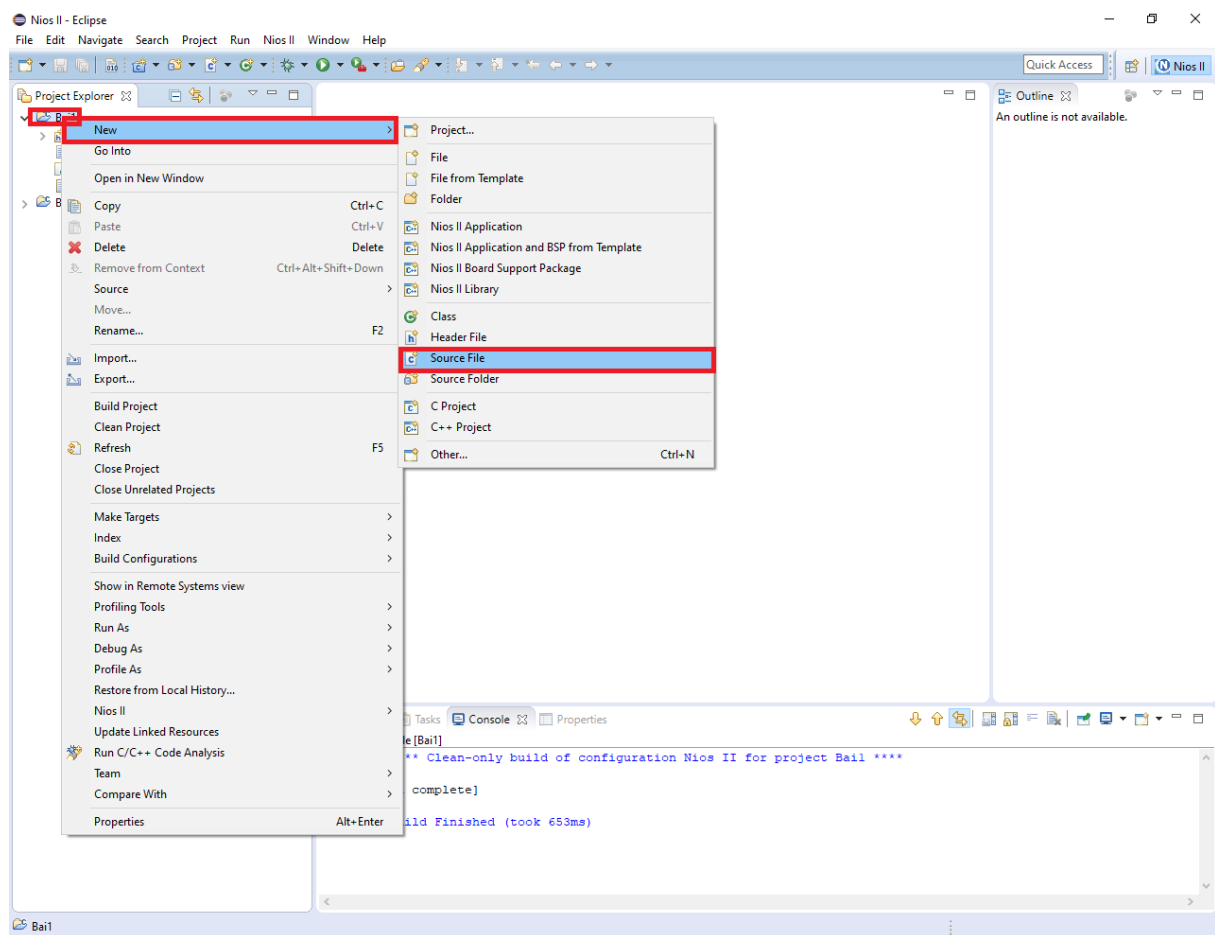 Nios II - Eclipse
File Edit Navigate Search Project Run Nios II Window Help
Quick Access
Nios II
Project Explorer
Outline
An outline is not available.
New
Go Into
Open in New Window
Copy Ctrl+C
Paste Ctrl+V
Delete Delete
Remove from Context Ctrl+Alt+Shift+Down
Source
Move...
Rename... F2
Import...
Export...
Build Project
Clean Project
Refresh F5
Close Project
Close Unrelated Projects
Make Targets
Index
Build Configurations
Show in Remote Systems view
Profiling Tools
Run As
Debug As
Profile As
Restore from Local History...
Nios II
Update Linked Resources
Run C/C++ Code Analysis
Team
Compare With
Properties Alt+Enter
Project...
File
File from Template
Folder
Nios II Application
Nios II Application and BSP from Template
Nios II Board Support Package
Nios II Library
Class
Header File
Source File
Source Folder
C Project
C++ Project
Other... Ctrl+N
Tasks Console Properties
[Bai1]
** Clean-only build of configuration Nios II for project Bai1 ****
complete]
ild Finished (took 653ms)
Bai1